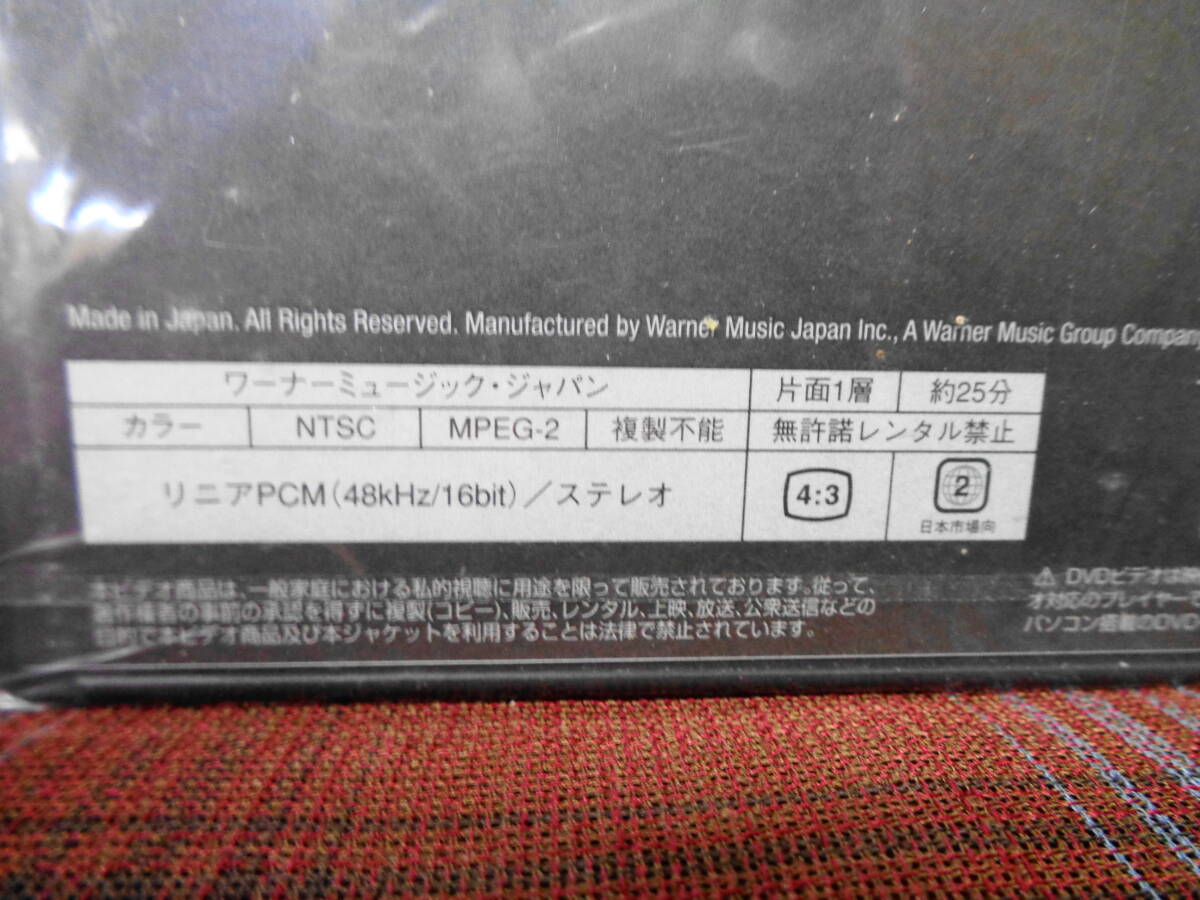 Made in Japan. All Rights Reserved. Manufactured by Warner Music Japan Inc., A Warner Music Group Company
ワーナーミュージック・ジャパン 片面1層 約25分
カラー NTSC MPEG-2 複製不能 無許諾レンタル禁止
リニアPCM(48kHz/16bit)/ステレオ 4:3 2
日本市場向
本ビデオ商品は、一般家庭における私的視聴に用途を限って販売されております。従って、
著作権者の事前の承認を得ずに複製(コピー)、販売、レンタル、上映、放送、公衆送信などの
目的で本ビデオ商品及び本ジャケットを利用することは法律で禁止されています。
⚠ DVDビデオは
オ対応のプレイヤー
パソコン搭載のDVD